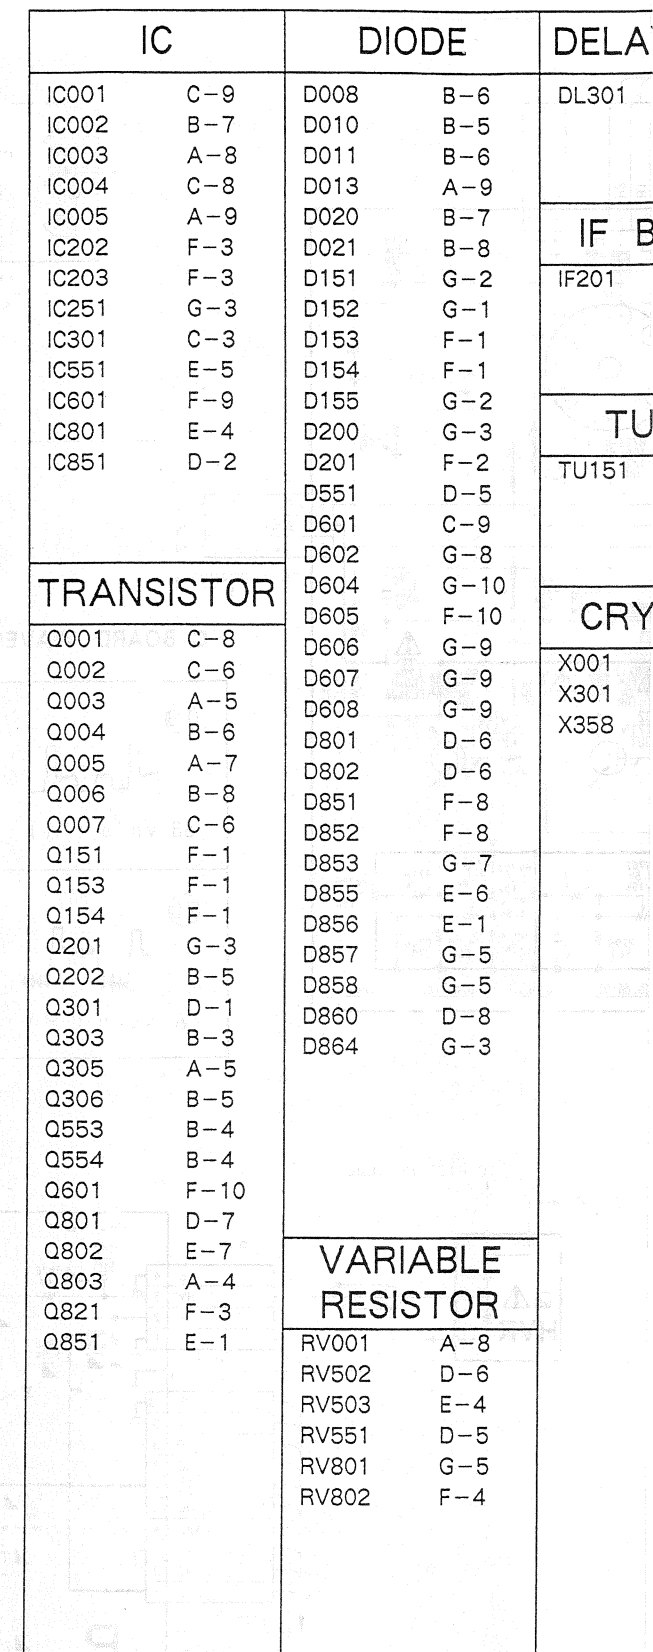 IC
IC001 C-9
IC002 B-7
IC003 A-8
IC004 C-8
IC005 A-9
IC202 F-3
IC203 F-3
IC251 G-3
IC301 C-3
IC551 E-5
IC601 F-9
IC801 E-4
IC851 D-2
TRANSISTOR
Q001 C-8
Q002 C-6
Q003 A-5
Q004 B-6
Q005 A-7
Q006 B-8
Q007 C-6
Q151 F-1
Q153 F-1
Q154 F-1
Q201 G-3
Q202 B-5
Q301 D-1
Q303 B-3
Q305 A-5
Q306 B-5
Q553 B-4
Q554 B-4
Q601 F-10
Q801 D-7
Q802 E-7
Q803 A-4
Q821 F-3
Q851 E-1
DIODE
D008 B-6
D010 B-5
D011 B-6
D013 A-9
D020 B-7
D021 B-8
D151 G-2
D152 G-1
D153 F-1
D154 F-1
D155 G-2
D200 G-3
D201 F-2
D551 D-5
D601 C-9
D602 G-8
D604 G-10
D605 F-10
D606 G-9
D607 G-9
D608 G-9
D801 D-6
D802 D-6
D851 F-8
D852 F-8
D853 G-7
D855 E-6
D856 E-1
D857 G-5
D858 G-5
D860 D-8
D864 G-3
VARIABLE
RESISTOR
RV001 A-8
RV502 D-6
RV503 E-4
RV551 D-5
RV801 G-5
RV802 F-4
DELA
DL301
IF B
IF201
TU
TU151
CRY
X001
X301
X358